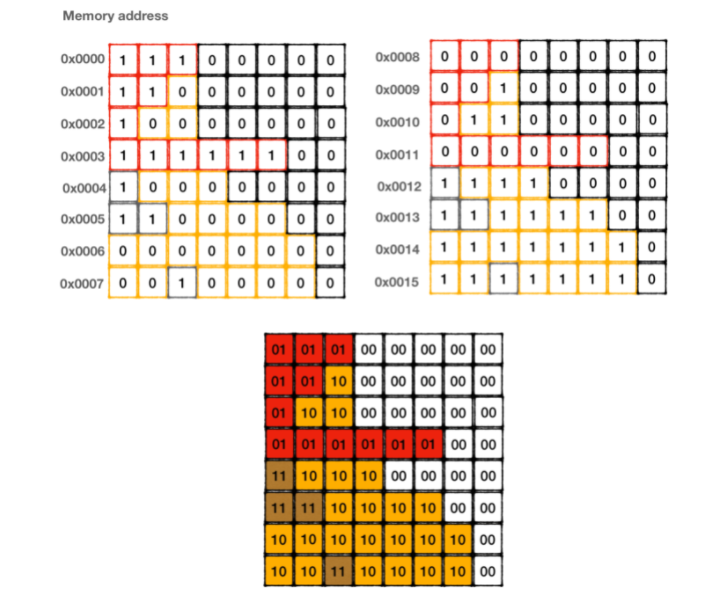 Memory address
0x0000 1 1 1 0 0 0 0 0
0x0001 1 1 0 0 0 0 0 0
0x0002 1 0 0 0 0 0 0 0
0x0003 1 1 1 1 1 1 0 0
0x0004 1 0 0 0 0 0 0 0
0x0005 1 1 0 0 0 0 0 0
0x0006 0 0 0 0 0 0 0 0
0x0007 0 0 1 0 0 0 0 0
0x0008 0 0 0 0 0 0 0 0
0x0009 0 0 1 0 0 0 0 0
0x0010 0 1 1 0 0 0 0 0
0x0011 0 0 0 0 0 0 0 0
0x0012 1 1 1 1 0 0 0 0
0x0013 1 1 1 1 1 1 0 0
0x0014 1 1 1 1 1 1 1 0
0x0015 1 1 1 1 1 1 1 0
01 01 01 00 00 00 00 00
01 01 10 00 00 00 00 00
01 10 10 00 00 00 00 00
01 01 01 01 01 01 00 00
11 10 10 10 00 00 00 00
11 11 10 10 10 10 00 00
10 10 10 10 10 10 10 00
10 10 11 10 10 10 10 00